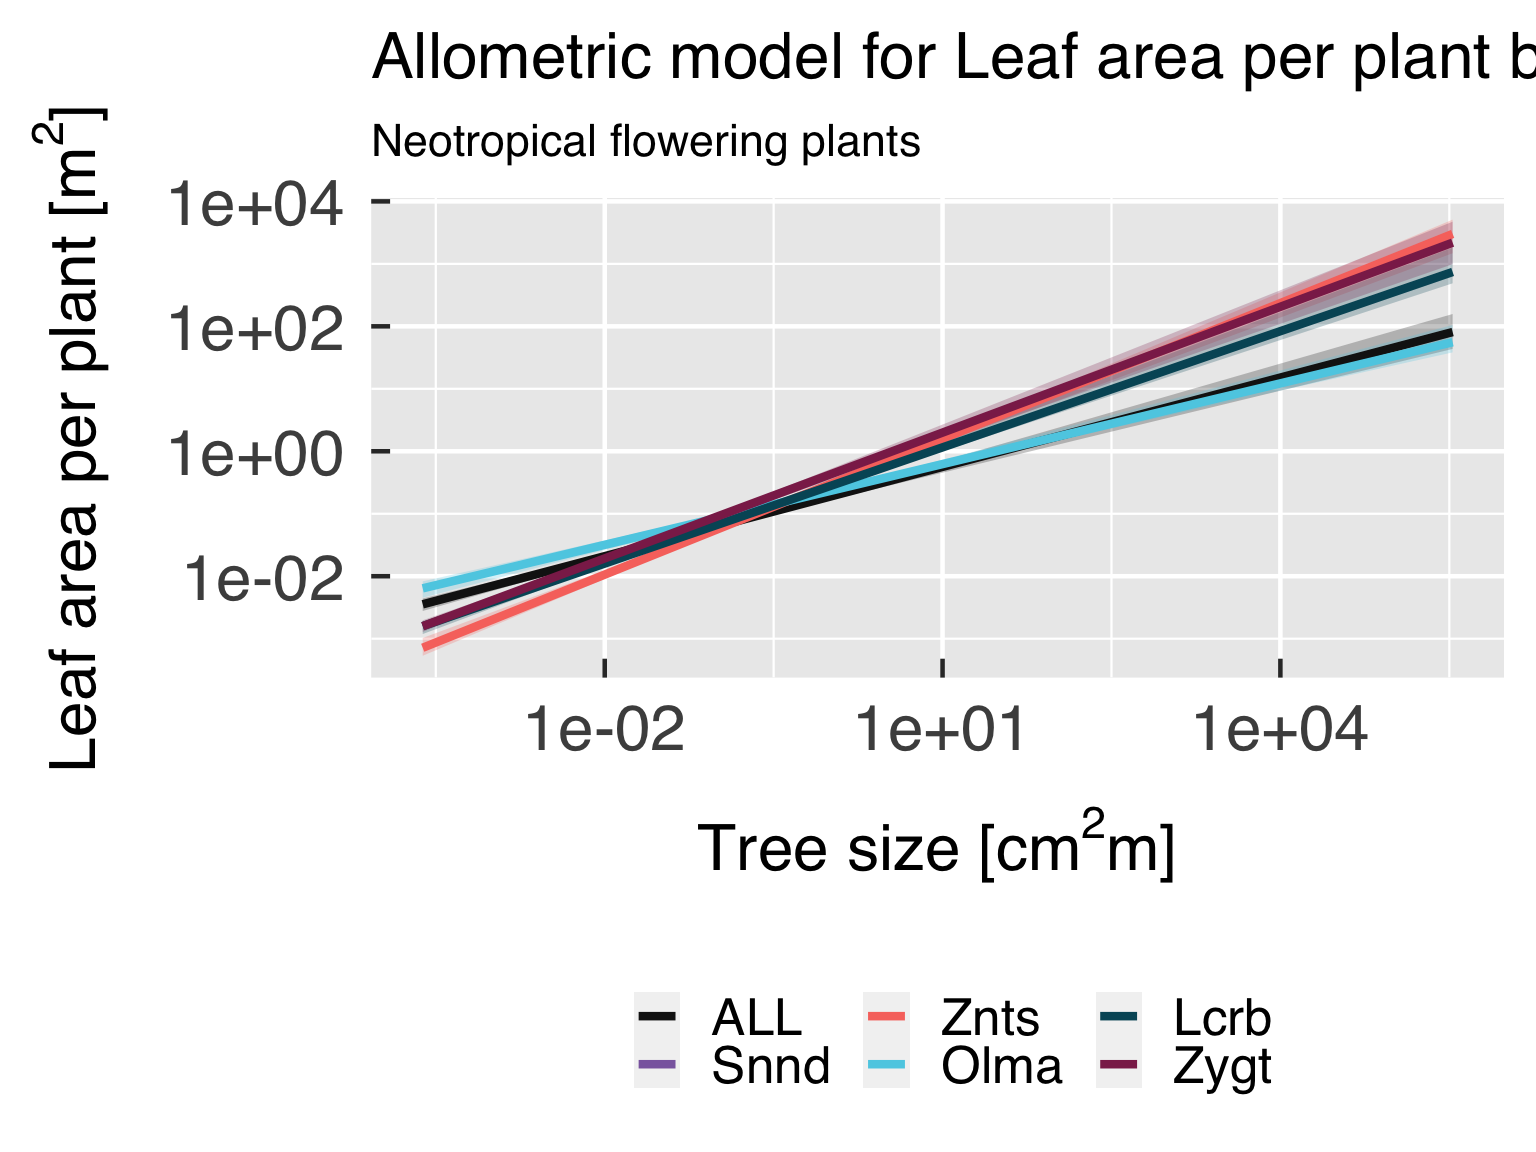 Allometric model for Leaf area per plant b
Neotropical flowering plants
Leaf area per plant [m²]
1e+04
1e+02
1e+00
1e-02
1e-02 1e+01 1e+04
Tree size [cm²m]
ALL Znts Lcrb
Snnd Olma Zygt